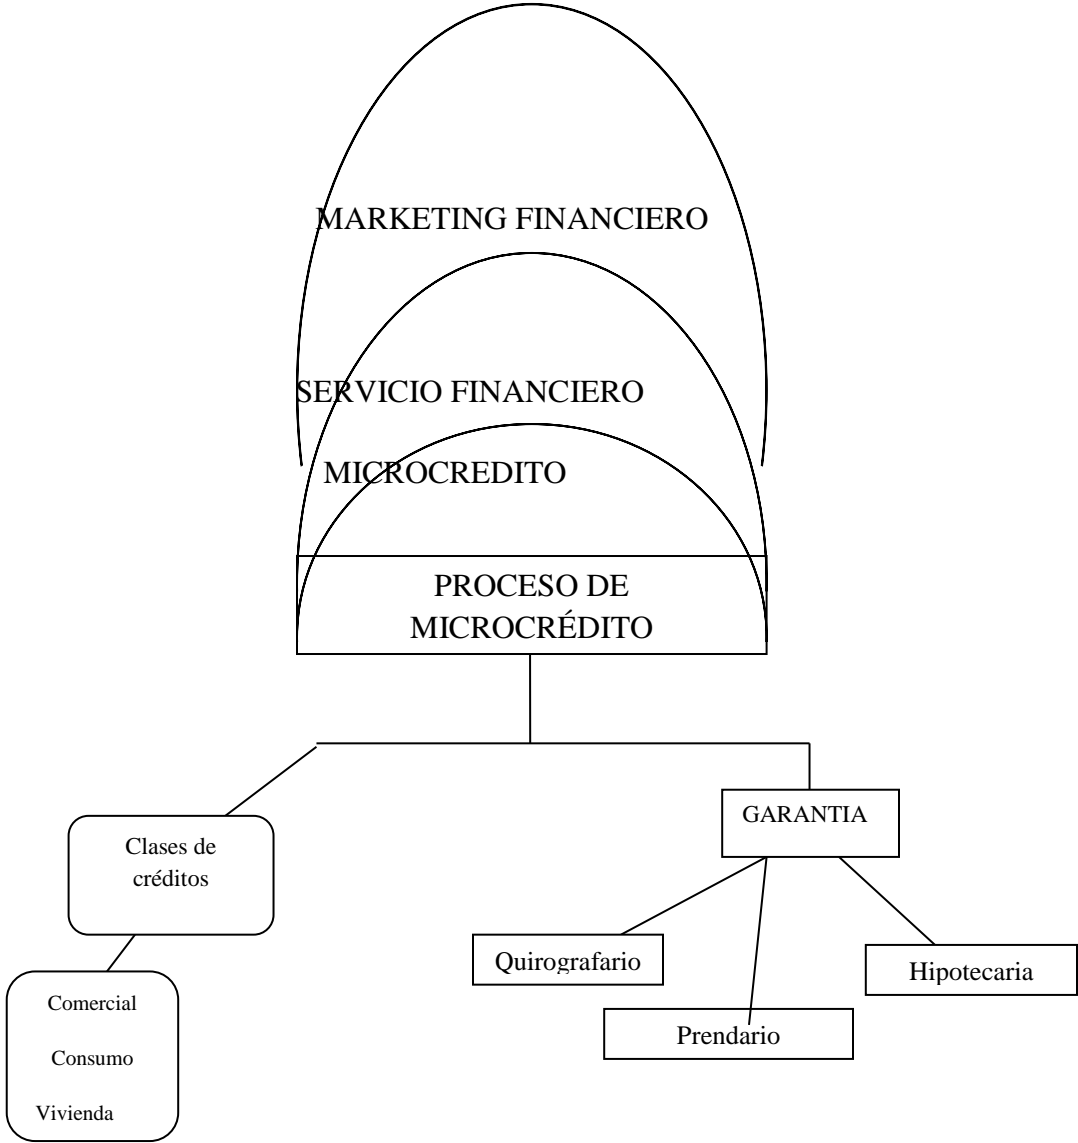 MARKETING FINANCIERO
SERVICIO FINANCIERO
MICROCREDITO
PROCESO DE
MICROCRÉDITO
GARANTIA
Clases de
créditos
Quirografario
Hipotecaria
Prendario
Comercial
Consumo
Vivienda